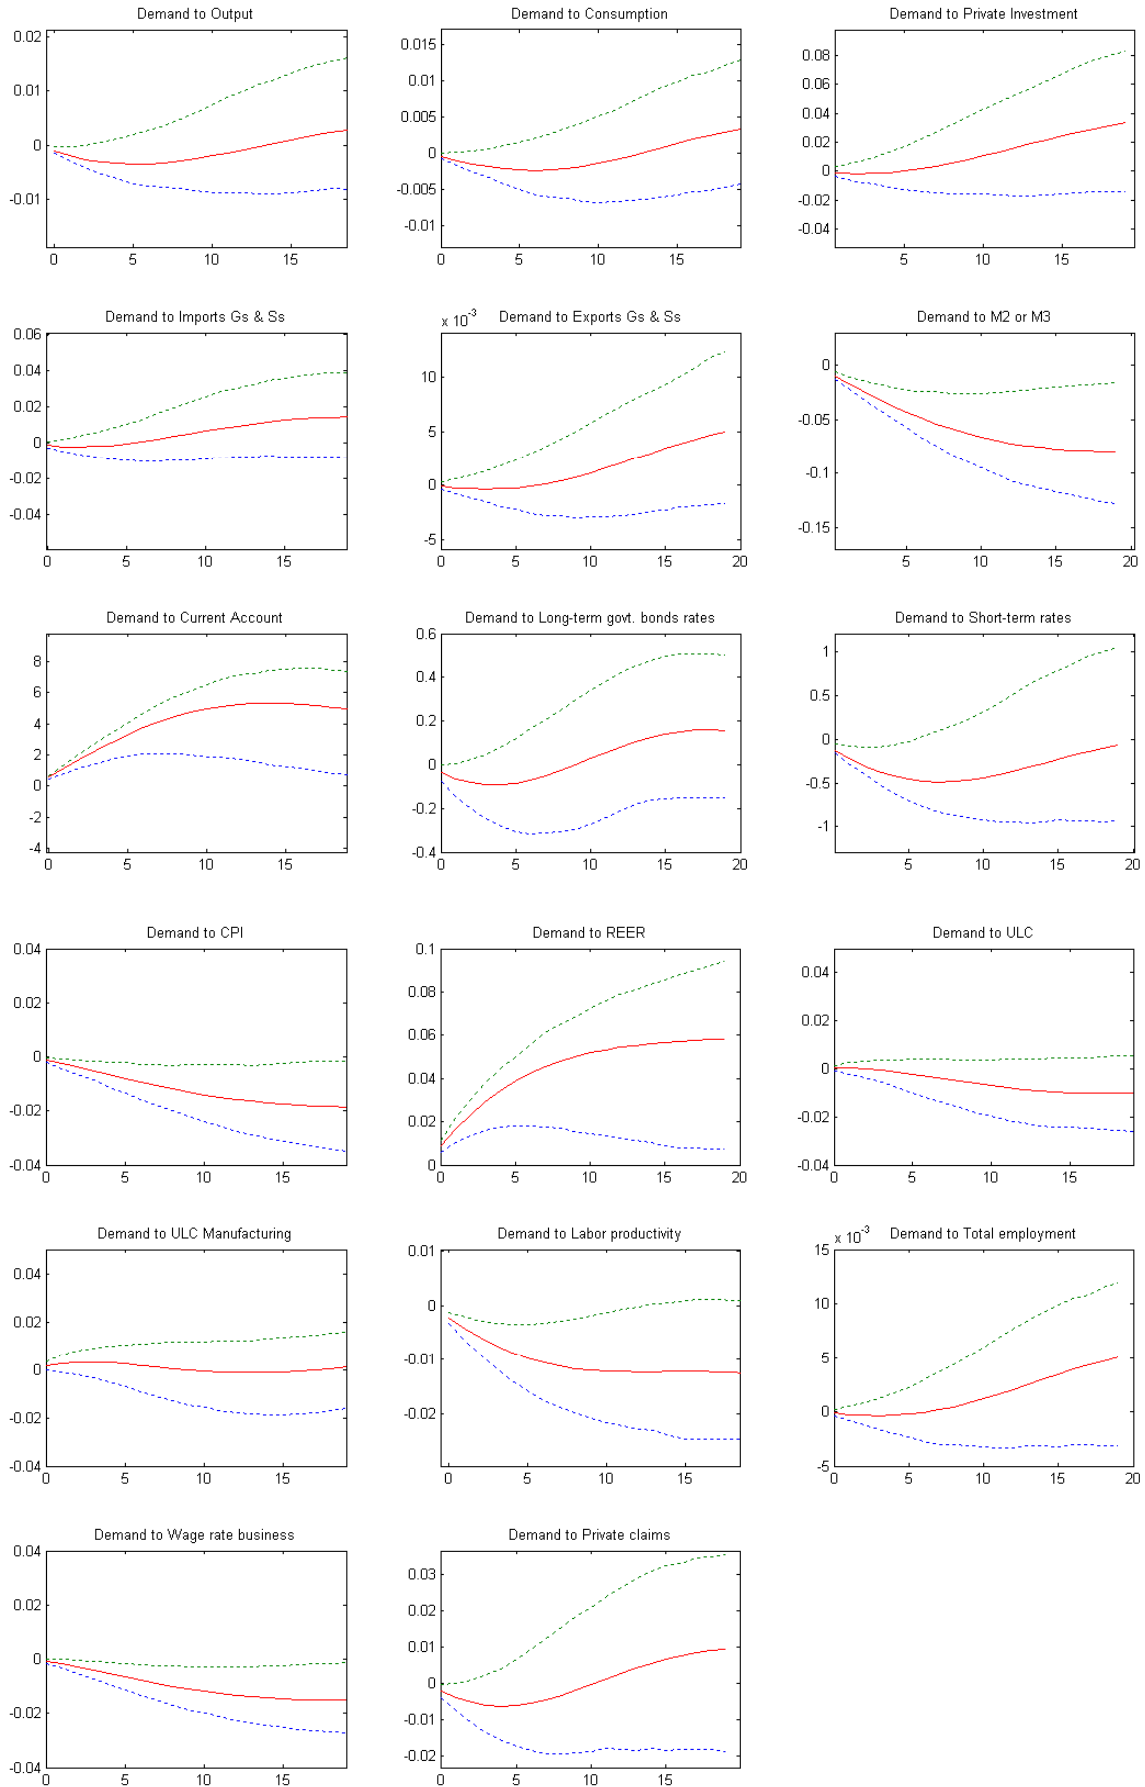 Demand to Output
0.02
0.01
0
-0.01
0 5 10 15
Demand to Consumption
0.015
0.01
0.005
0
-0.005
-0.01
0 5 10 15
Demand to Private Investment
0.08
0.06
0.04
0.02
0
-0.02
-0.04
5 10 15
Demand to Imports Gs & Ss
0.06
0.04
0.02
0
-0.02
-0.04
0 5 10 15
Demand to Exports Gs & Ss
x 10-3
10
5
0
-5
0 5 10 15 20
Demand to M2 or M3
0
-0.05
-0.1
-0.15
5 10 15 20
Demand to Current Account
8
6
4
2
0
-2
-4
0 5 10 15
Demand to Long-term govt. bonds rates
0.6
0.4
0.2
0
-0.2
-0.4
0 5 10 15 20
Demand to Short-term rates
1
0.5
0
-0.5
-1
5 10 15 20
Demand to CPI
0.04
0.02
0
-0.02
-0.04
0 5 10 15
Demand to REER
0.1
0.08
0.06
0.04
0.02
0
0 5 10 15 20
Demand to ULC
0.04
0.02
0
-0.02
-0.04
0 5 10 15
Demand to ULC Manufacturing
0.04
0.02
0
-0.02
-0.04
0 5 10 15
Demand to Labor productivity
0.01
0
-0.01
-0.02
0 5 10 15
Demand to Total employment
x 10-3
15
10
5
0
-5
0 5 10 15 20
Demand to Wage rate business
0.04
0.02
0
-0.02
-0.04
0 5 10 15
Demand to Private claims
0.03
0.02
0.01
0
-0.01
-0.02
0 5 10 15 20